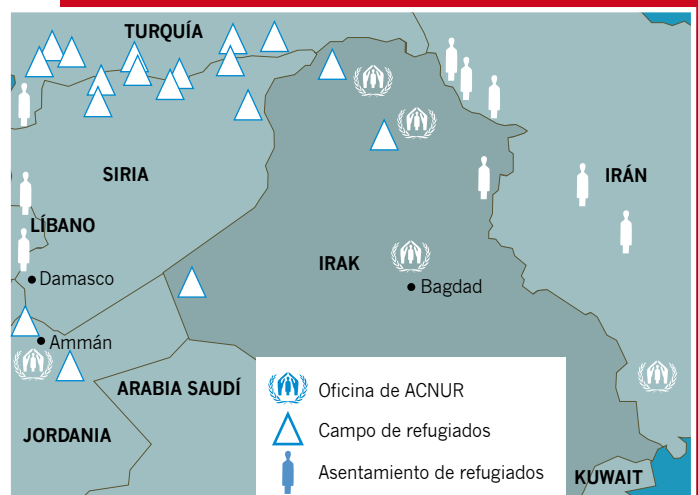 TURQUÍA
SIRIA
IRÁN
LÍBANO
IRAK
Damasco
Bagdad
Ammán
ARABIA SAUDÍ
Oficina de ACNUR
Campo de refugiados
JORDANIA
Asentamiento de refugiados
KUWAIT